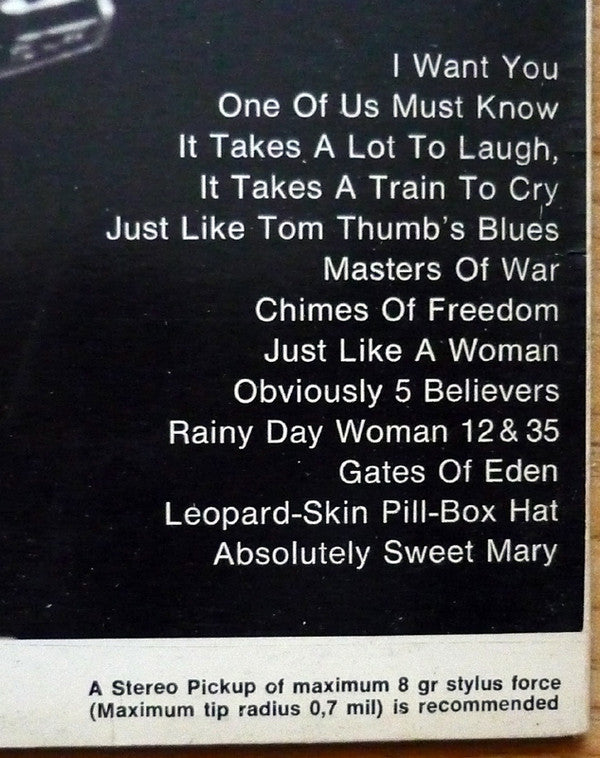 I Want You
One Of Us Must Know
It Takes A Lot To Laugh,
It Takes A Train To Cry
Just Like Tom Thumb's Blues
Masters Of War
Chimes Of Freedom
Just Like A Woman
Obviously 5 Believers
Rainy Day Woman 12 & 35
Gates Of Eden
Leopard-Skin Pill-Box Hat
Absolutely Sweet Mary
A Stereo Pickup of maximum 8 gr stylus force
(Maximum tip radius 0,7 mil) is recommended